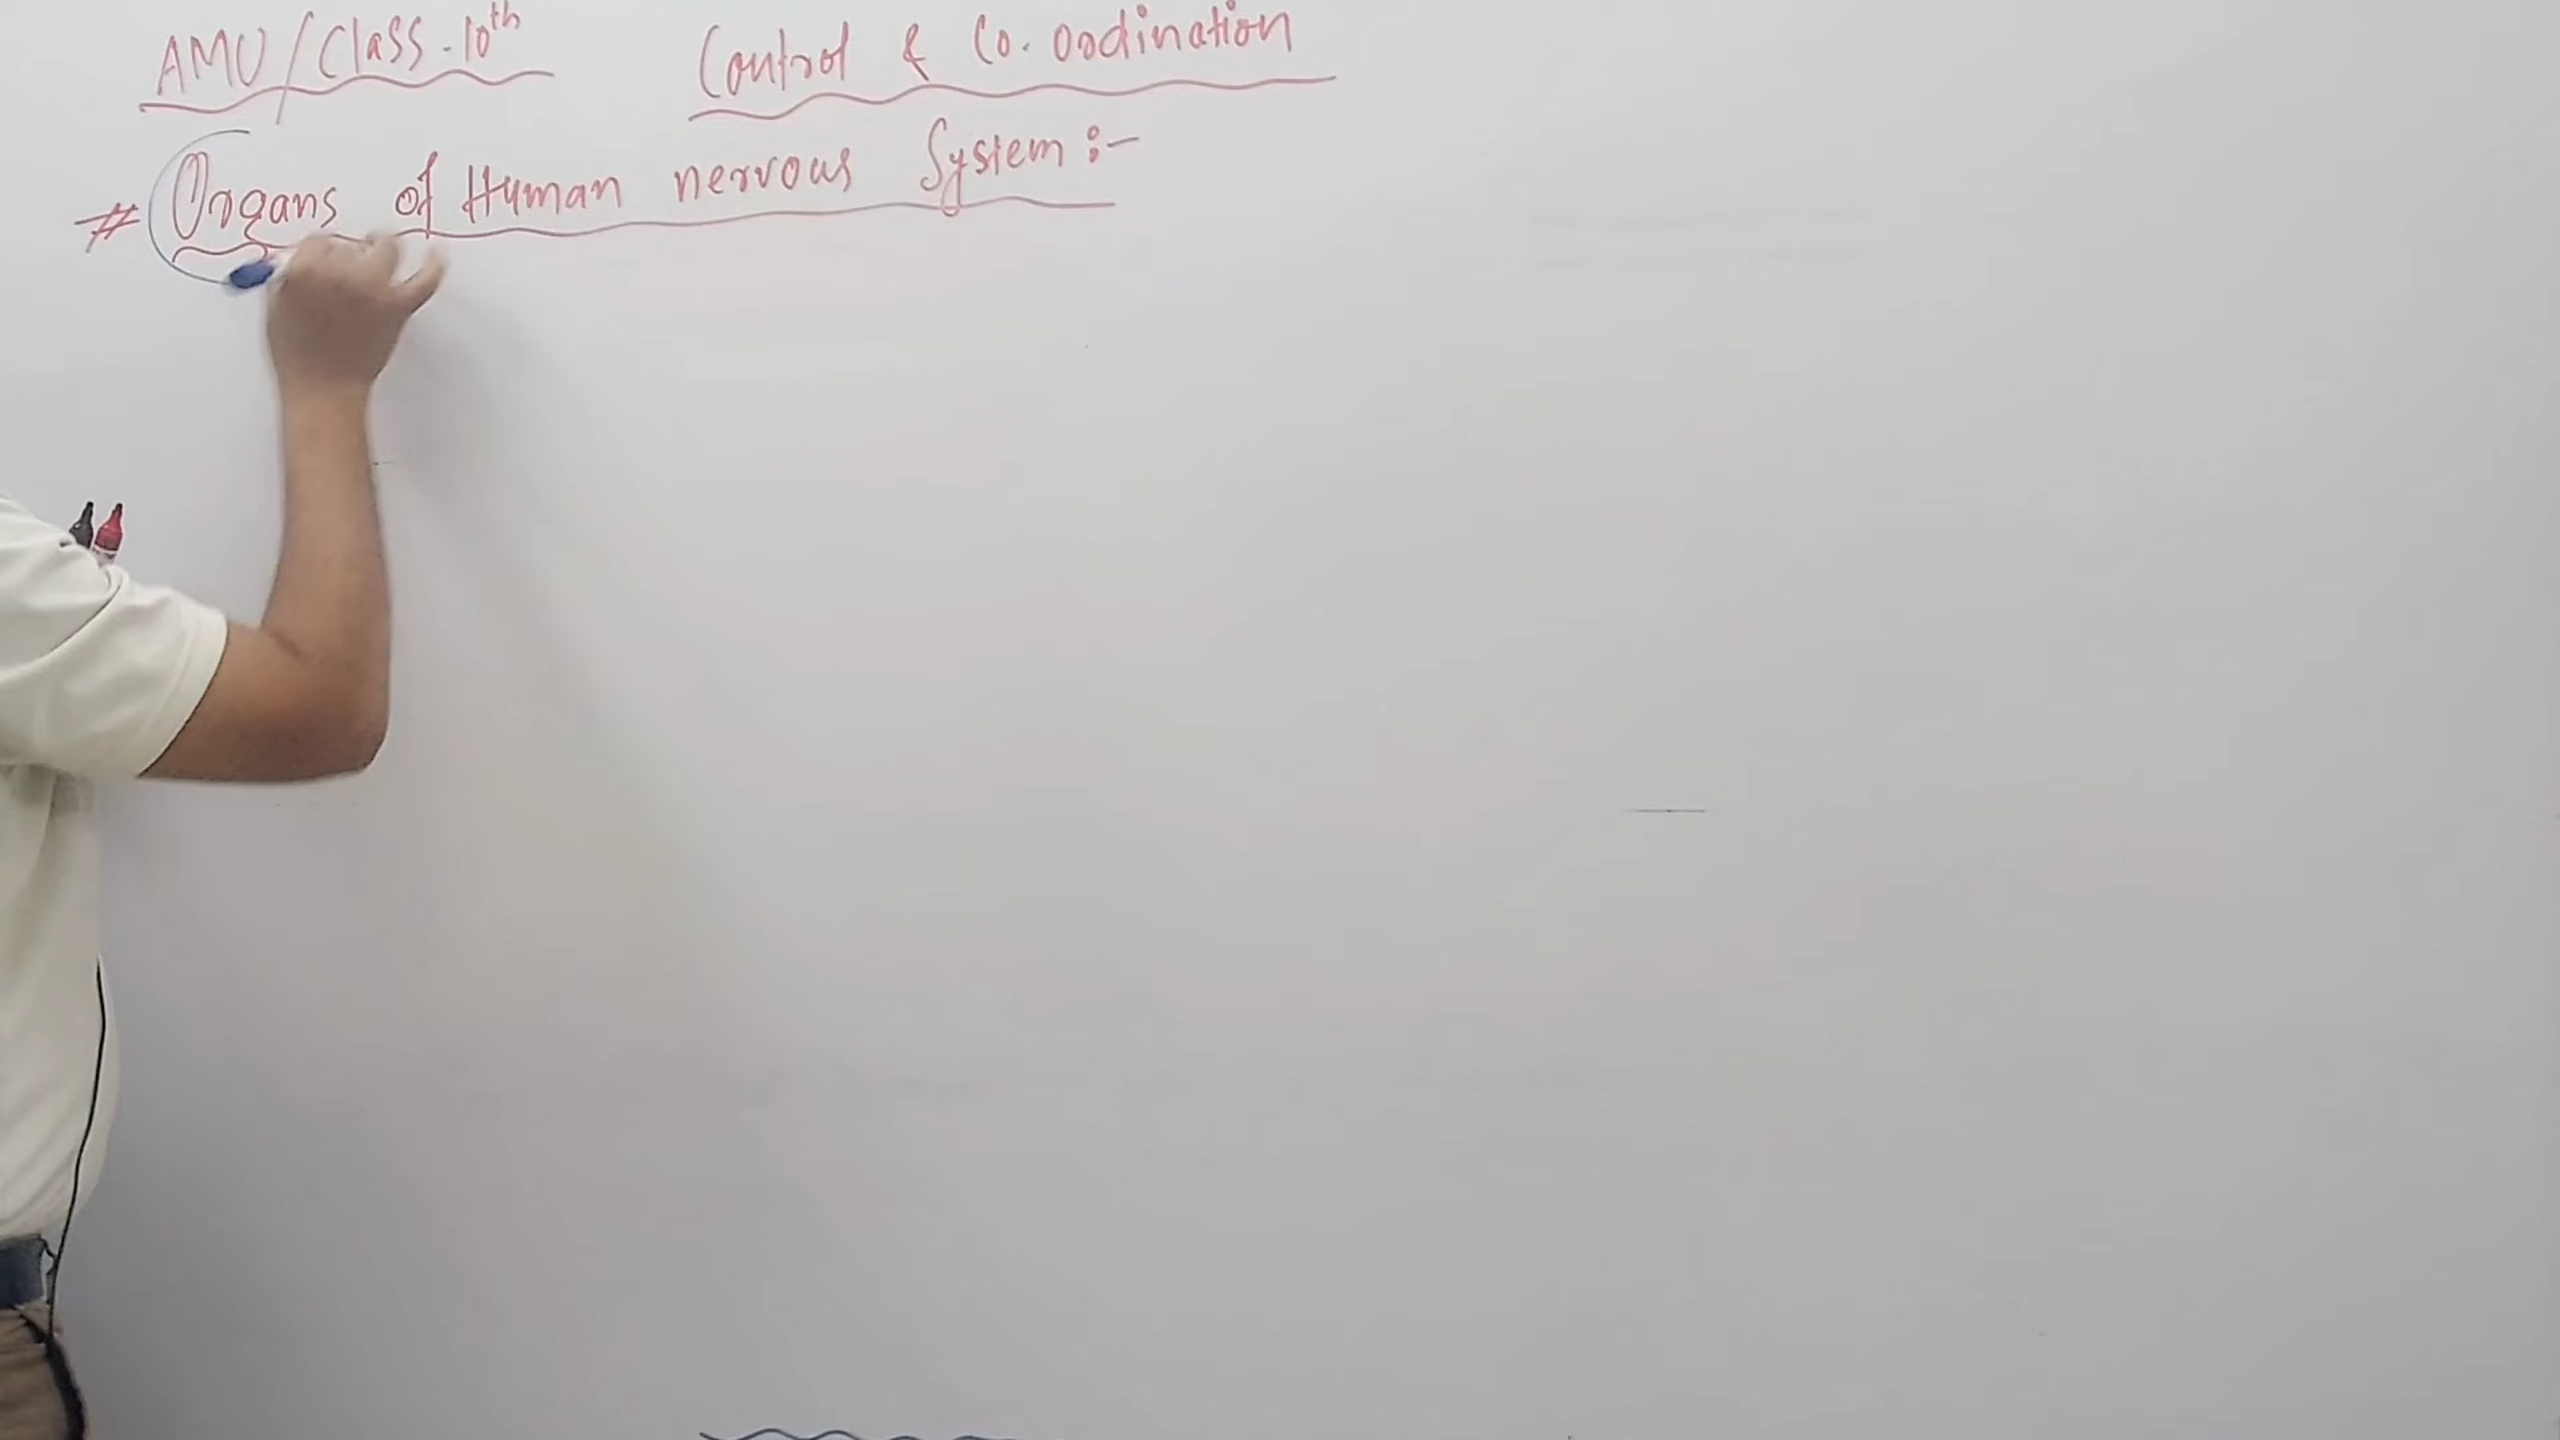 AMU/Class-10th
Control & Co-ordination
# Organs of Human nervous System:-